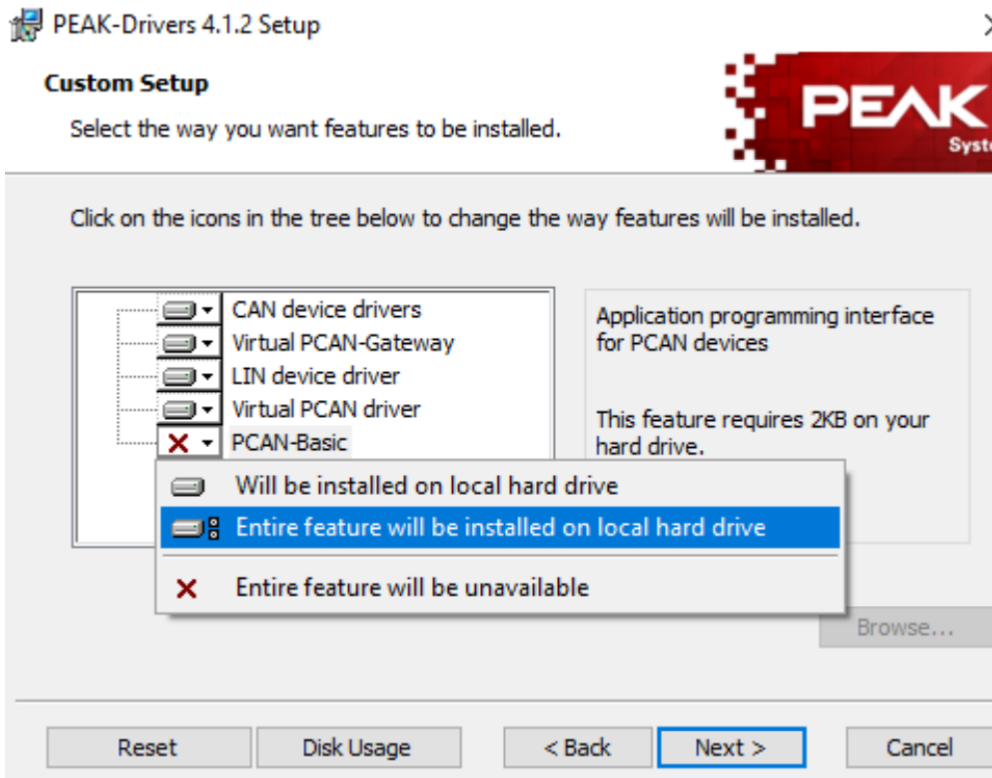 PEAK-Drivers 4.1.2 Setup
Custom Setup
Select the way you want features to be installed.
PEAK
Click on the icons in the tree below to change the way features will be installed.
CAN device drivers
Virtual PCAN-Gateway
LIN device driver
Virtual PCAN driver
PCAN-Basic
Application programming interface
for PCAN devices
This feature requires 2KB on your
hard drive.
Will be installed on local hard drive
Entire feature will be installed on local hard drive
Entire feature will be unavailable
Browse...
Reset
Disk Usage
< Back
Next >
Cancel